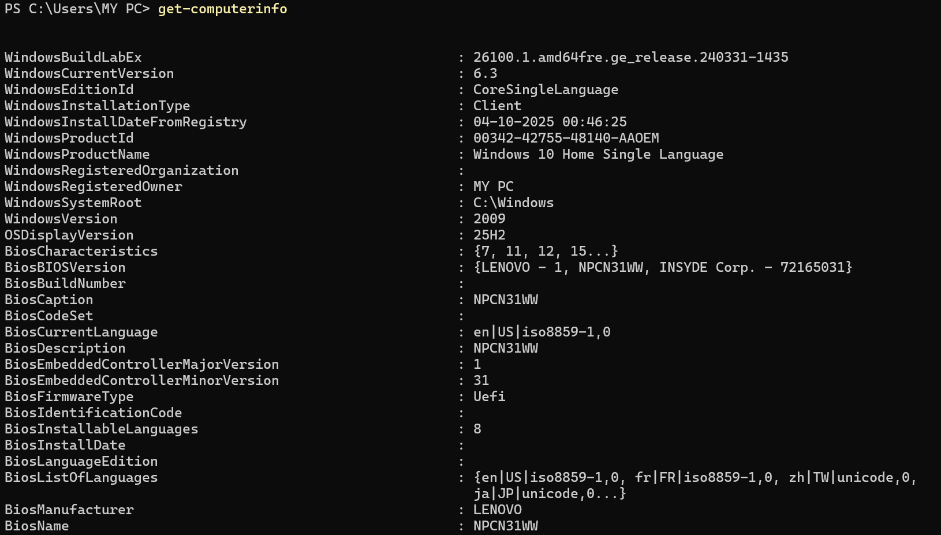 PS C:\Users\MY PC> get-computerinfo
WindowsBuildLabEx : 26100.1.amd64fre.ge_release.240331-1435
WindowsCurrentVersion : 6.3
WindowsEditionId : CoreSingleLanguage
WindowsInstallationType : Client
WindowsInstallDateFromRegistry : 04-10-2025 00:46:25
WindowsProductId : 00342-42755-48140-AAOEM
WindowsProductName : Windows 10 Home Single Language
WindowsRegisteredOrganization :
WindowsRegisteredOwner : MY PC
WindowsSystemRoot : C:\Windows
WindowsVersion : 2009
OSDisplayVersion : 25H2
BiosCharacteristics : {7, 11, 12, 15...}
BiosBIOSVersion : {LENOVO - 1, NPCN31WW, INSYDE Corp. - 72165031}
BiosBuildNumber :
BiosCaption : NPCN31WW
BiosCodeSet :
BiosCurrentLanguage : en|US|iso8859-1,0
BiosDescription : NPCN31WW
BiosEmbeddedControllerMajorVersion : 1
BiosEmbeddedControllerMinorVersion : 31
BiosFirmwareType : Uefi
BiosIdentificationCode :
BiosInstallableLanguages : 8
BiosInstallDate :
BiosLanguageEdition :
BiosListOfLanguages : {en|US|iso8859-1,0, fr|FR|iso8859-1,0, zh|TW|unicode,0,
ja|JP|unicode,0...}
BiosManufacturer : LENOVO
BiosName : NPCN31WW